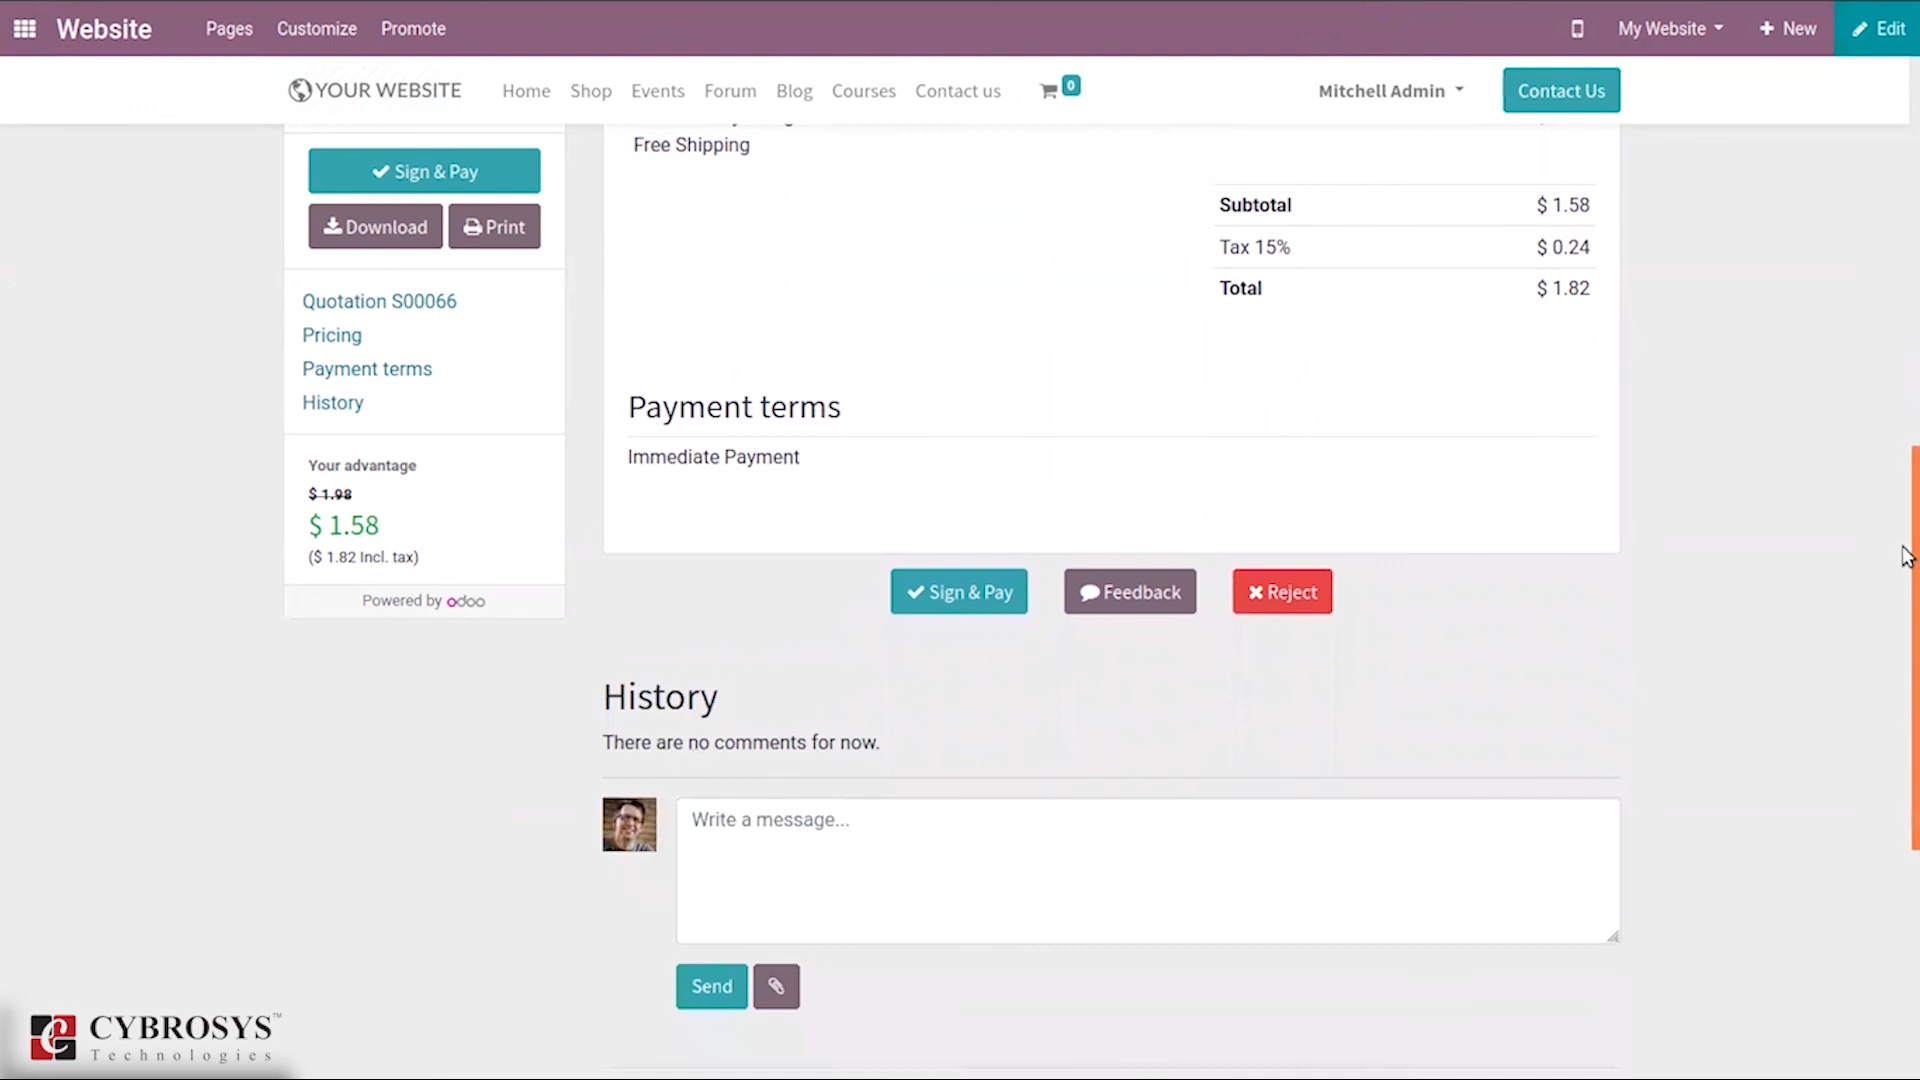 Website Pages Customize Promote My Website New Edit
YOUR WEBSITE Home Shop Events Forum Blog Courses Contact us 0 Mitchell Admin Contact Us
Sign & Pay
Download Print
Quotation S00066
Pricing
Payment terms
History
Your advantage
$ 1.98
$ 1.58
($ 1.82 Incl. tax)
Powered by odoo
Free Shipping
Subtotal $ 1.58
Tax 15% $ 0.24
Total $ 1.82
Payment terms
Immediate Payment
Sign & Pay Feedback Reject
History
There are no comments for now.
Write a message...
Send
CYBROSYS™
Technologies